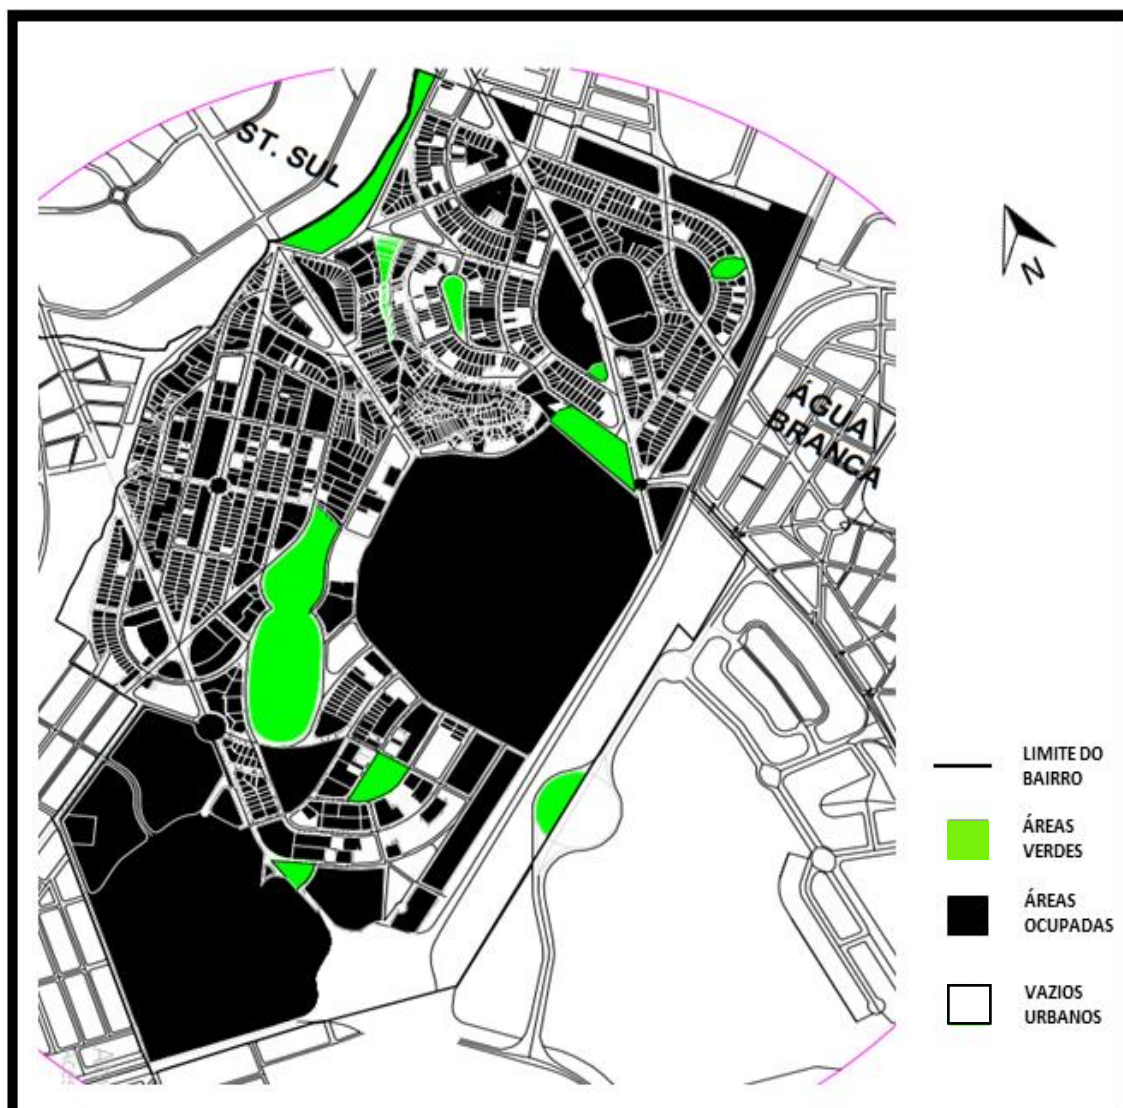 ST. SUL
ÁGUA
BRANCA
N
LIMITE DO
BAIRRO
ÁREAS
VERDES
ÁREAS
OCUPADAS
VAZIOS
URBANOS